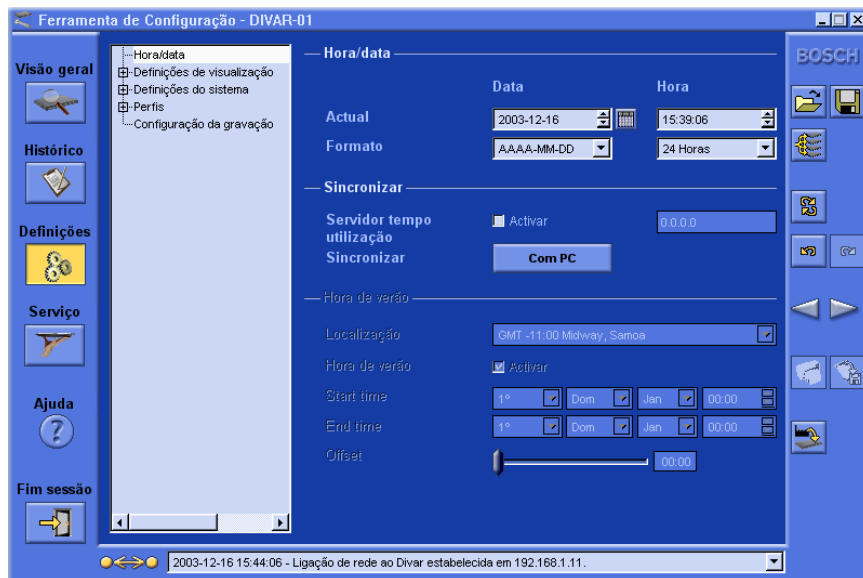 Ferramenta de Configuração - DIVAR-01
Visão geral
Histórico
Definições
Serviço
Ajuda
Fim sessão
Hora/data
Definições de visualização
Definições do sistema
Perfis
Configuração da gravação
Hora/data
Data Hora
Actual 2003-12-16 15:39:06
Formato AAAA-MM-DD 24 Horas
Sincronizar
Servidor tempo utilização Activar 0.0.0.0
Sincronizar Com PC
Hora de verão
Localização GMT -11:00 Midway, Samoa
Hora de verão Activar
Start time 1º Dom Jan 00:00
End time 1º Dom Jan 00:00
Offset 00:00
BOSCH
2003-12-16 15:44:06 - Ligação de rede ao Divar estabelecida em 192.168.1.11.